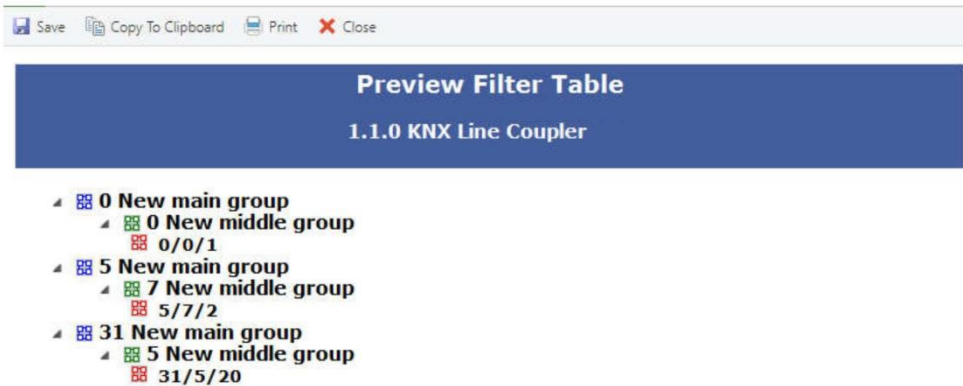 Save Copy To Clipboard Print Close
Preview Filter Table
1.1.0 KNX Line Coupler
0 New main group
0 New middle group
0/0/1
5 New main group
7 New middle group
5/7/2
31 New main group
5 New middle group
31/5/20